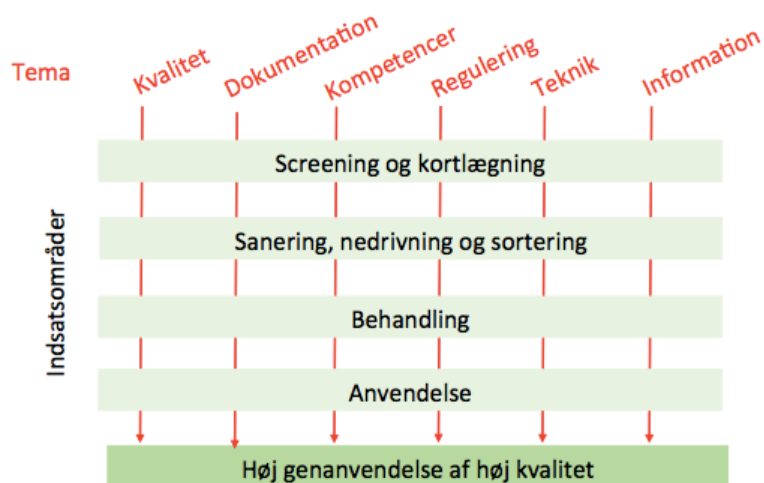 Tema
Kvalitet
Dokumentation
Kompetencer
Regulering
Teknik
Information
Indsatsområder
Screening og kortlægning
Sanering, nedrivning og sortering
Behandling
Anvendelse
Høj genanvendelse af høj kvalitet